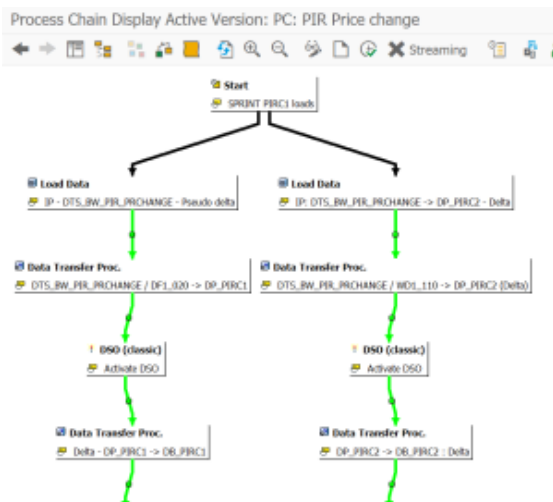 Process Chain Display Active Version: PC: PIR Price change
Streaming
Start
SPRINT PIRC1 loads
Load Data
IP - DTS_BW_PIR_PRCHANGE - Pseudo delta
Load Data
IP: DTS_BW_PIR_PRCHANGE -> DP_PIRC2 - Delta
Data Transfer Proc.
DTS_BW_PIR_PRCHANGE / DF1_020 -> DP_PIRC1
Data Transfer Proc.
DTS_BW_PIR_PRCHANGE / WD1_110 -> DP_PIRC2 (Delta)
! DSO (classic)
Activate DSO
! DSO (classic)
Activate DSO
Data Transfer Proc.
Delta - DP_PIRC1 -> DB_PIRC1
Data Transfer Proc.
DP_PIRC2 -> DB_PIRC2 : Delta